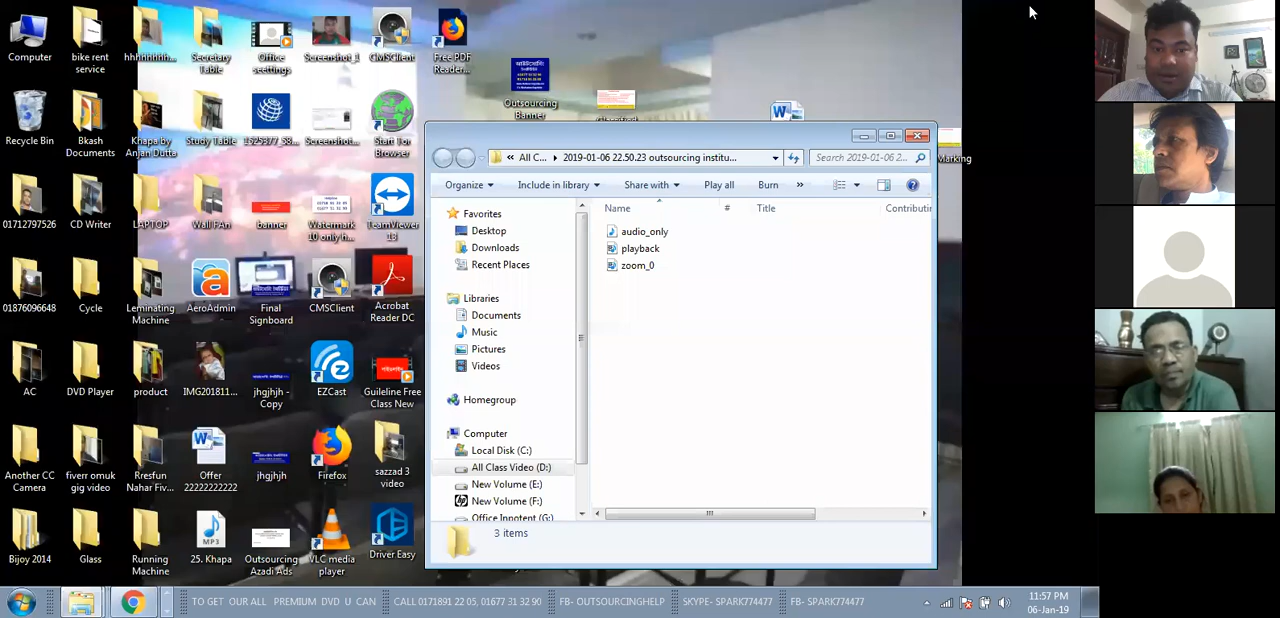 Computer
bike rent
service
hhhhhhhh...
Secretary
Table
Office
seettings
Screenshot_1
CMSClient
Free PDF
Reader...
Recycle Bin
Bkash
Documents
Khapa by
Anjan Dutta
Study Table
1525377_58...
Screenshot...
Start Tor
Browser
Outsourcing
Banner
01712797526
CD Writer
LAPTOP
Wall FAn
banner
Watermark
10 only h...
TeamViewer
13
01876096648
Cycle
Leminating
Machine
AeroAdmin
Final
Signboard
CMSClient
Acrobat
Reader DC
AC
DVD Player
product
IMG201811...
jhgjhjh -
Copy
EZCast
Guileline Free
Class New
Another CC
Camera
fiverr omuk
gig video
Rresfun
Nahar Fiv...
Offer
22222222222
jhgjhjh
Firefox
sazzad 3
video
Bijoy 2014
Glass
Running
Machine
25. Khapa
Outsourcing
Azadi Ads
VLC media
player
Driver Easy
Marking
« All C... ▸ 2019-01-06 22.50.23 outsourcing institu...
Search 2019-01-06 2...
Organize
Include in library
Share with
Play all
Burn
»
Favorites
Desktop
Downloads
Recent Places
Libraries
Documents
Music
Pictures
Videos
Homegroup
Computer
Local Disk (C:)
All Class Video (D:)
New Volume (E:)
New Volume (F:)
Office Inpotent (G:)
Name
#
Title
Contributin
audio_only
playback
zoom_0
3 items
TO GET OUR ALL PREMIUM DVD U CAN
CALL 0171891 22 05, 01677 31 32 90
FB- OUTSOURCINGHELP
SKYPE- SPARK774477
FB- SPARK774477
11:57 PM
06-Jan-19